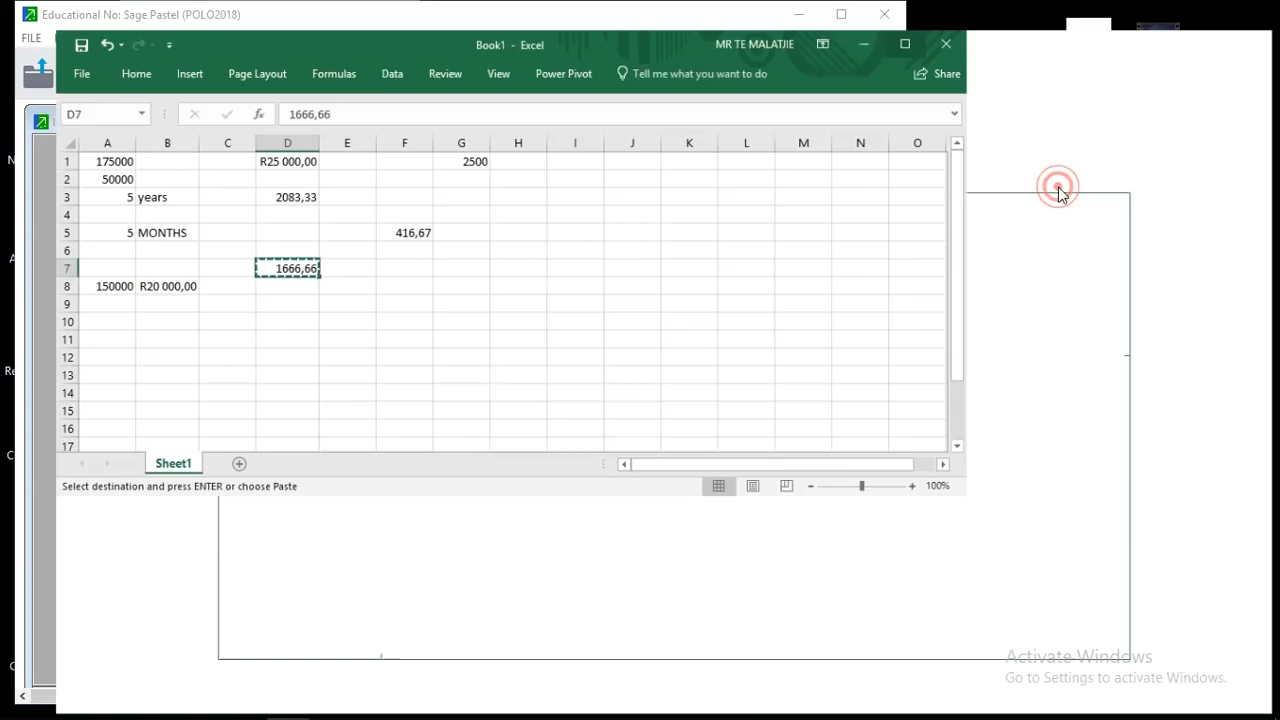 Educational No: Sage Pastel (POLO2018)
FILE
Book1 - Excel
MR TE MALATJIE
File Home Insert Page Layout Formulas Data Review View Power Pivot Tell me what you want to do Share
D7 fx 1666,66
A B C D E F G H I J K L M N O
1 175000 R25 000,00 2500
2 50000
3 5 years 2083,33
4
5 5 MONTHS 416,67
6
7 1666,66
8 150000 R20 000,00
9
10
11
12
13
14
15
16
17
Sheet1
Select destination and press ENTER or choose Paste
100%
Activate Windows
Go to Settings to activate Windows.